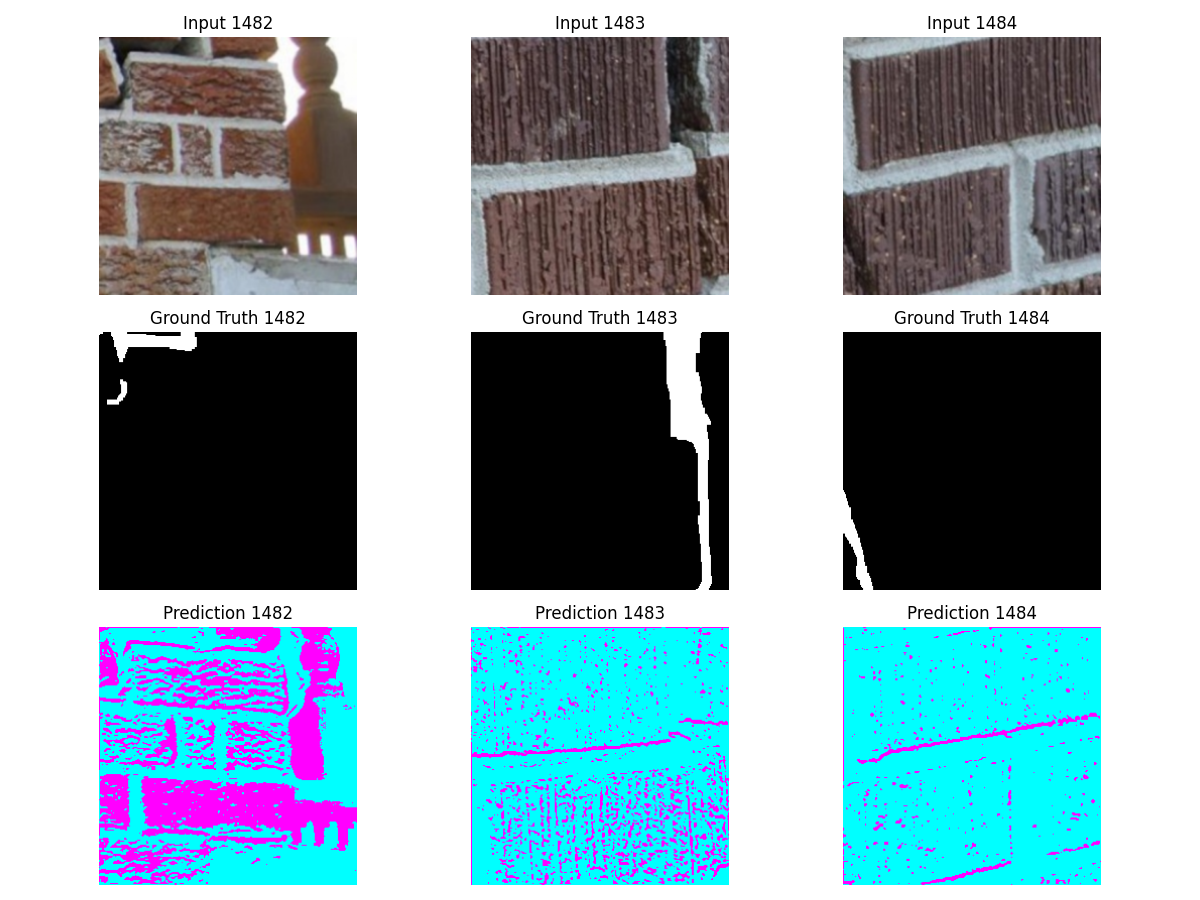 Input 1482
Input 1483
Input 1484
Ground Truth 1482
Ground Truth 1483
Ground Truth 1484
Prediction 1482
Prediction 1483
Prediction 1484